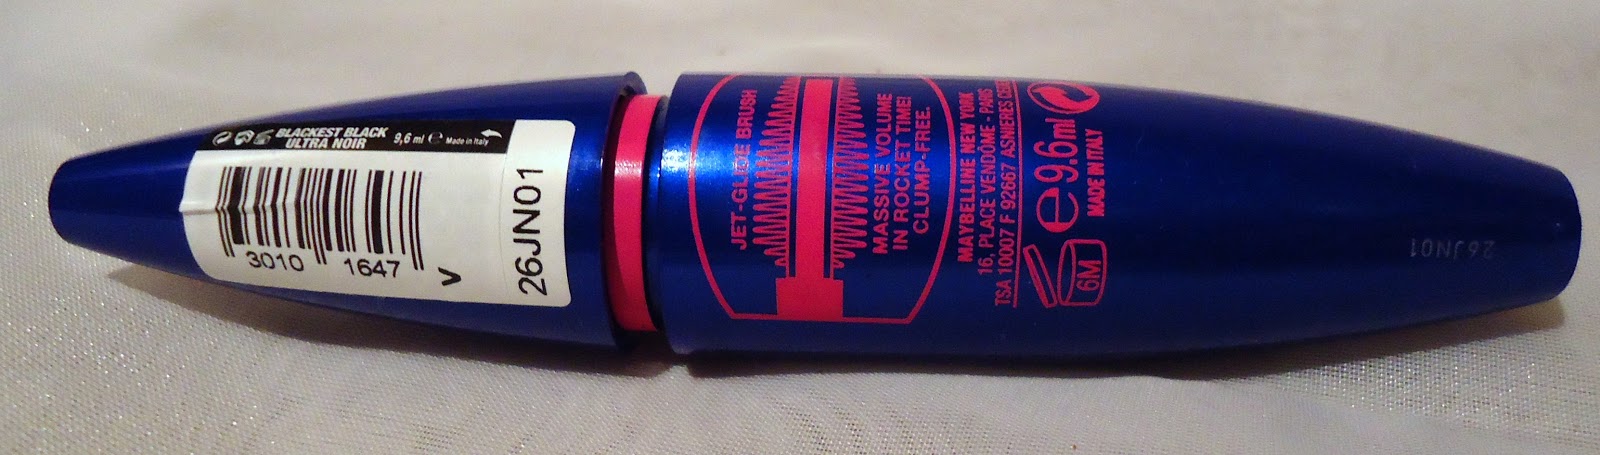 BLACKEST BLACK
ULTRA NOIR
9,6 ml e Made in Italy
3010 1647
V
26JN01
JET-GLIDE BRUSH
MASSIVE VOLUME
IN ROCKET TIME!
CLUMP-FREE.
MAYBELLINE NEW YORK
16, PLACE VENDÔME - PARIS
TSA 10007 F 92667 ASNIERES CEDEX
e 9.6ml
MADE IN ITALY
6M
26JN01